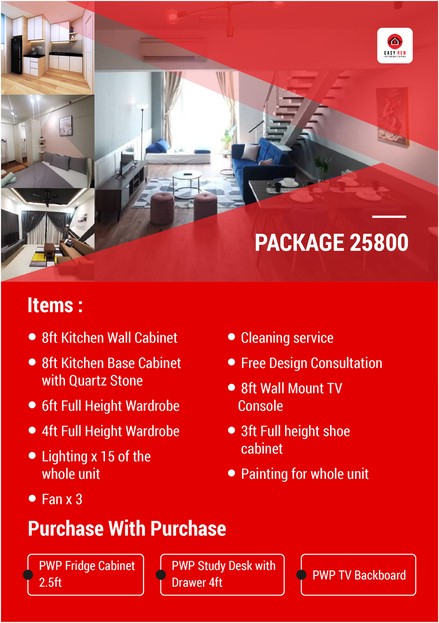 EASY REN
PACKAGE 25800
Items :
8ft Kitchen Wall Cabinet
8ft Kitchen Base Cabinet
with Quartz Stone
6ft Full Height Wardrobe
4ft Full Height Wardrobe
Lighting x 15 of the
whole unit
Fan x 3
Cleaning service
Free Design Consultation
8ft Wall Mount TV
Console
3ft Full height shoe
cabinet
Painting for whole unit
Purchase With Purchase
PWP Fridge Cabinet
2.5ft
PWP Study Desk with
Drawer 4ft
PWP TV Backboard